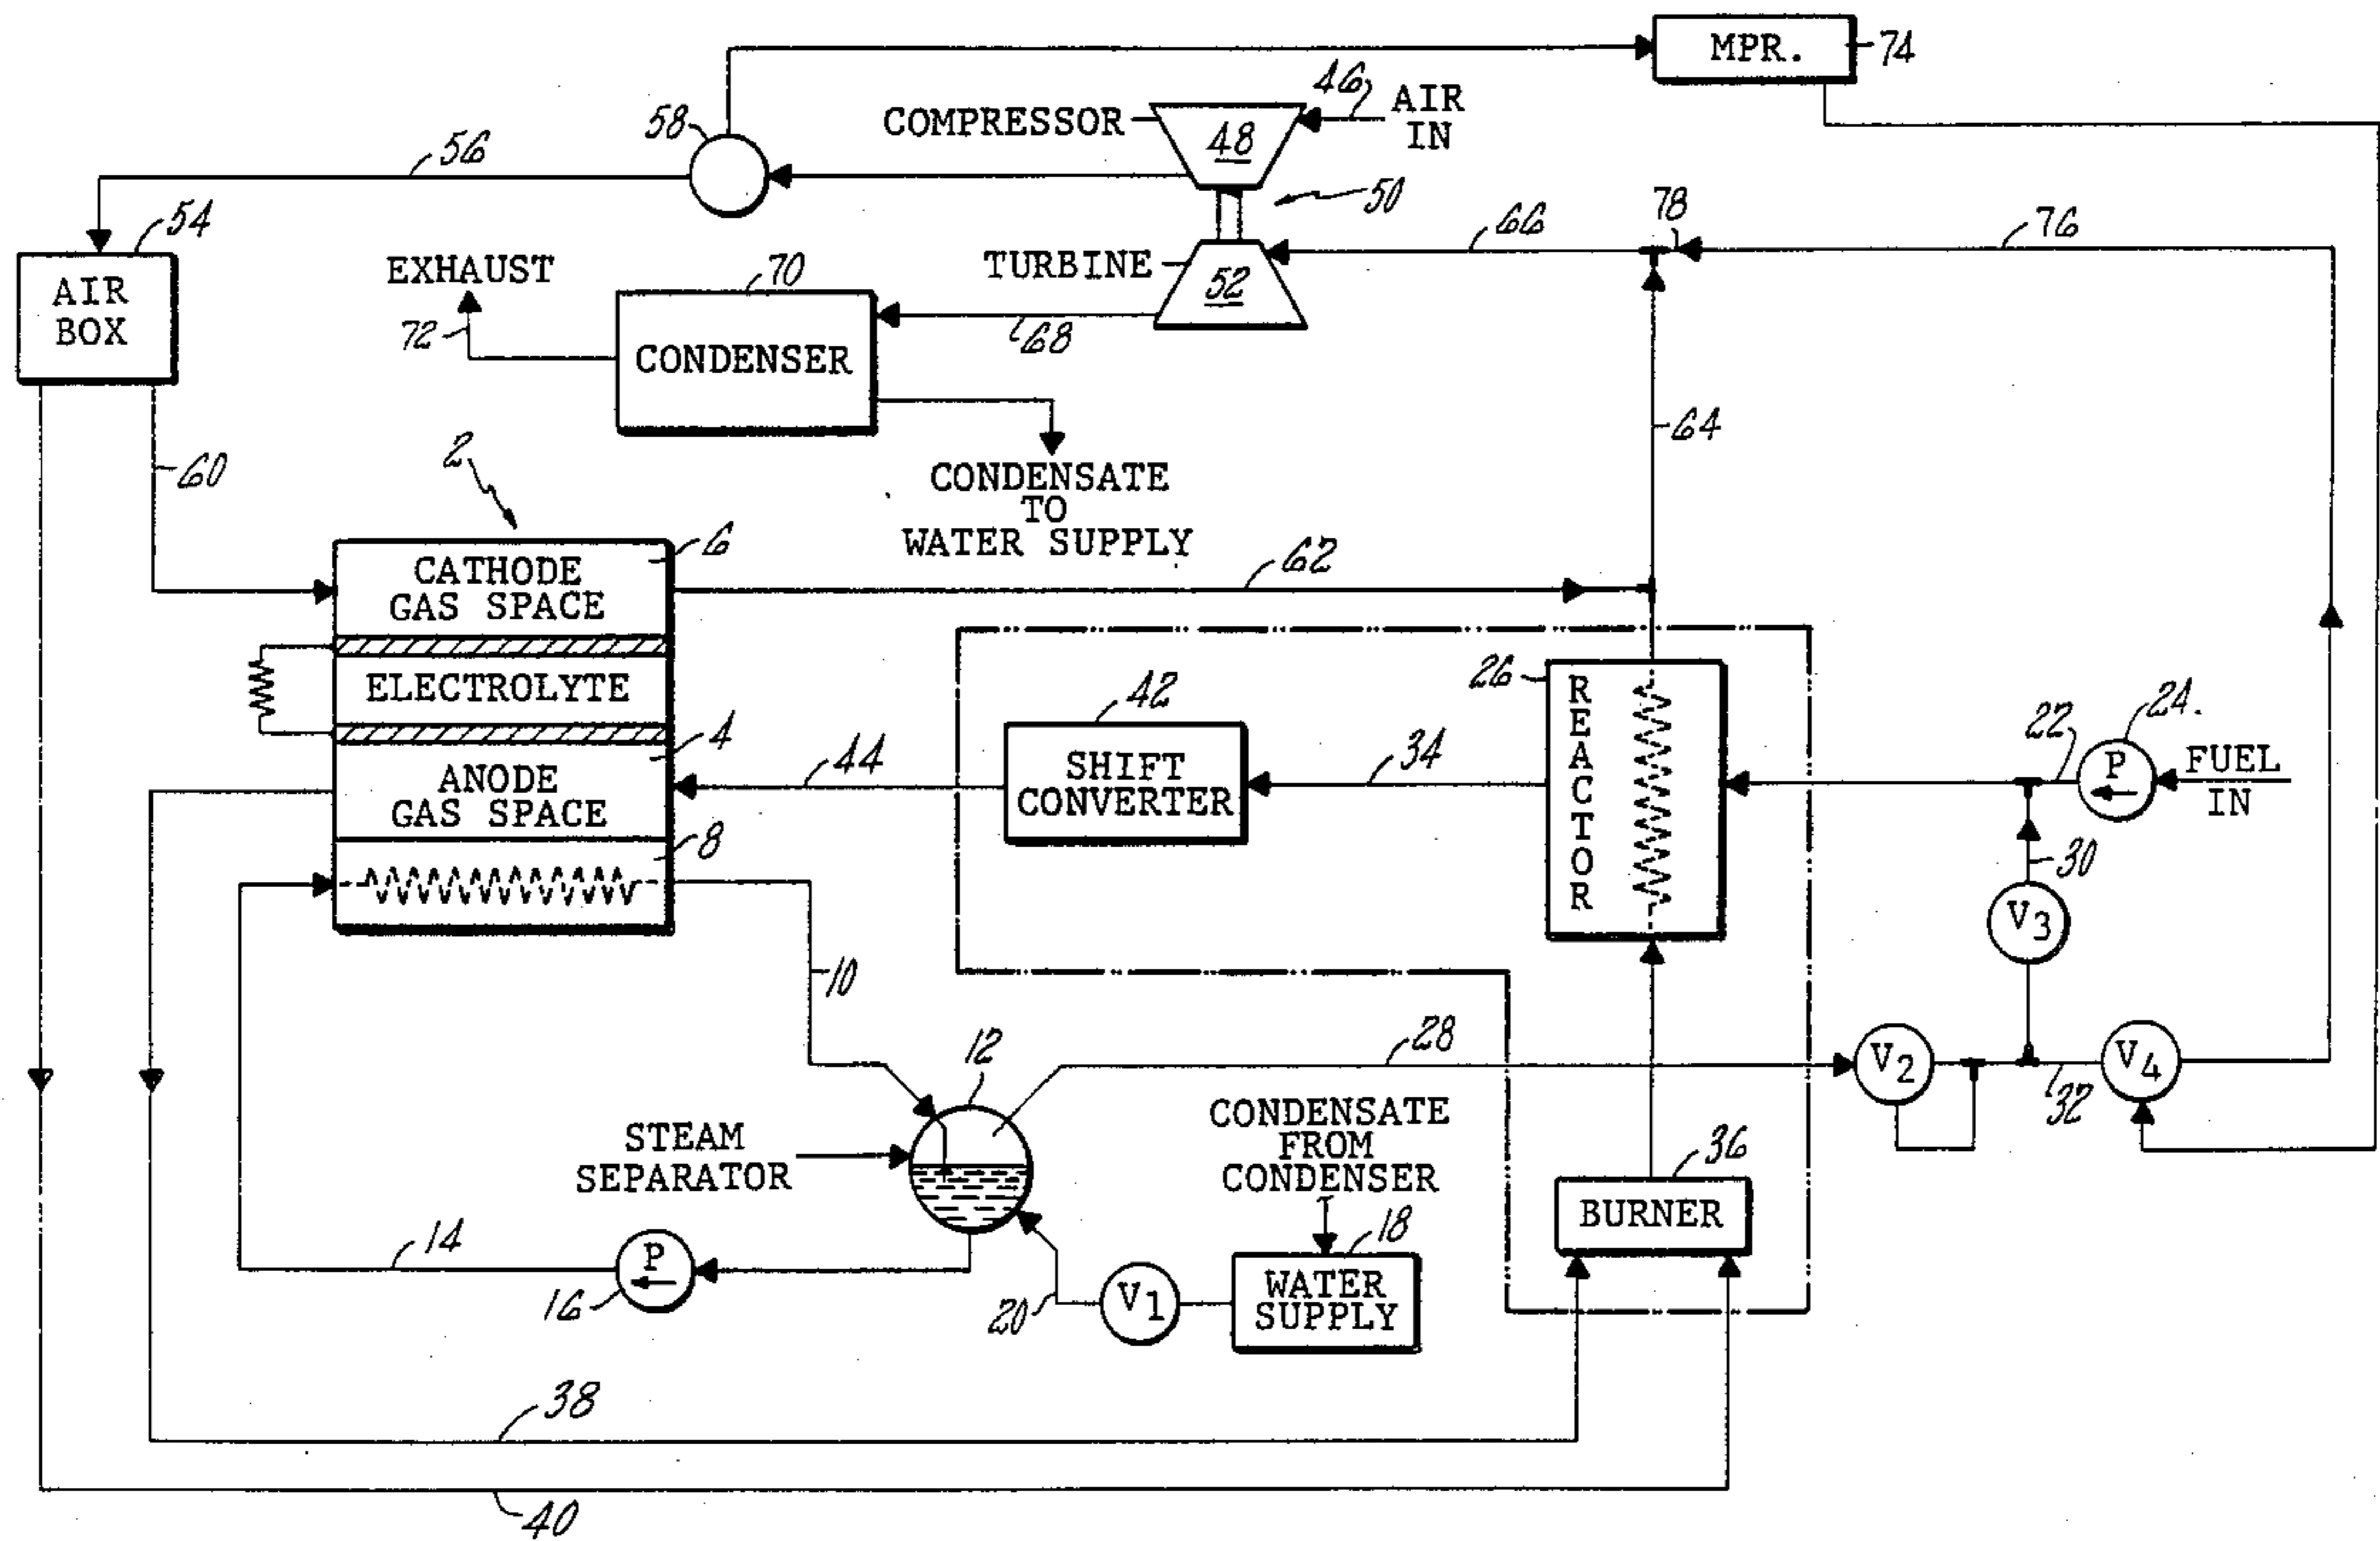 MPR.
74
46
AIR
IN
COMPRESSOR
48
58
56
50
54
78
76
66
EXHAUST
TURBINE
52
70
AIR
BOX
72
68
CONDENSER
64
60
2
CONDENSATE
TO
WATER SUPPLY
6
62
CATHODE
GAS SPACE
26
REACTOR
ELECTROLYTE
42
4
44
34
22
24.
P
FUEL
IN
SHIFT
CONVERTER
ANODE
GAS SPACE
8
30
V3
10
12
28
V2
32
V4
STEAM
SEPARATOR
CONDENSATE
FROM
CONDENSER
36
BURNER
14
P
16
20
V1
18
WATER
SUPPLY
38
40